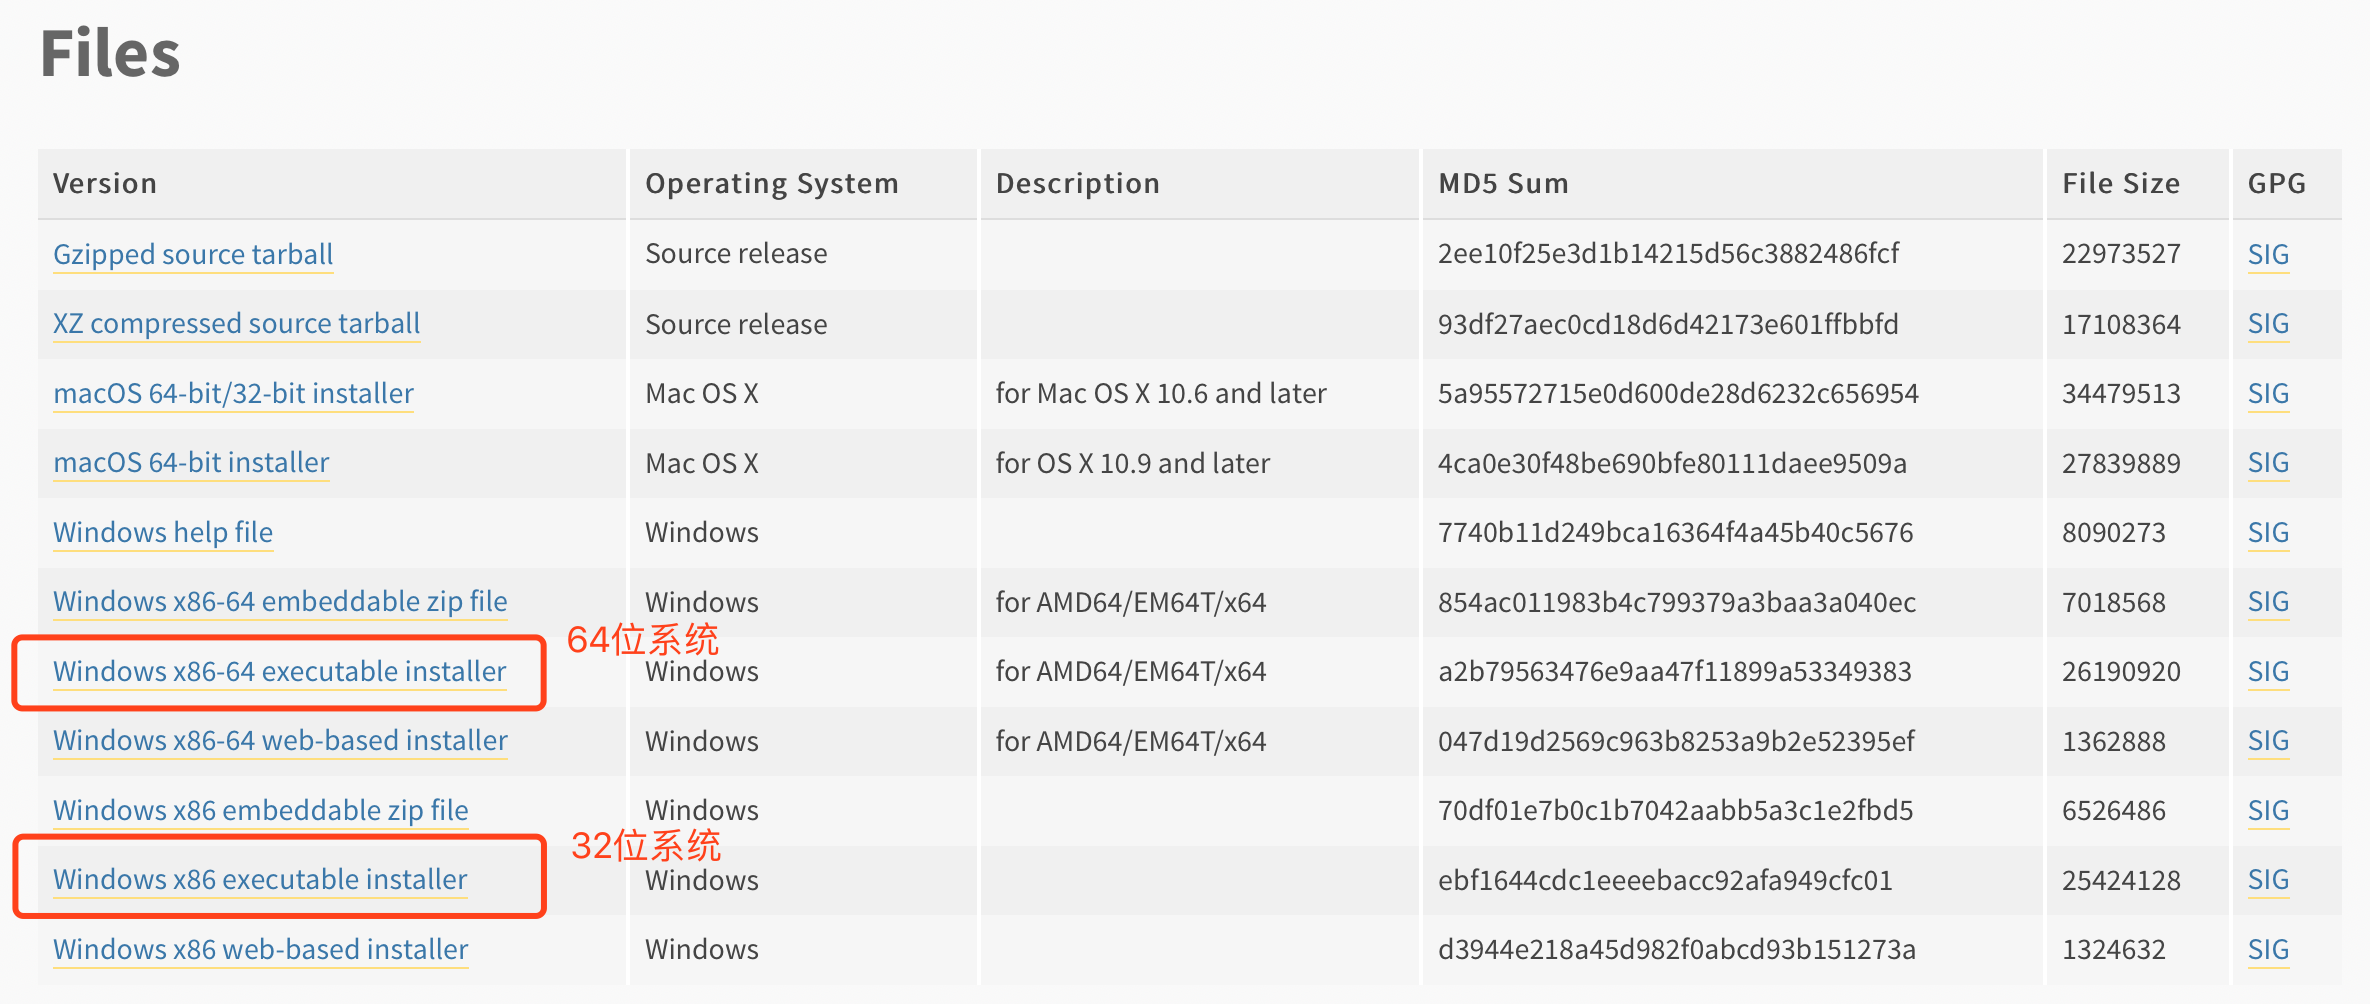 Files
Version Operating System Description MD5 Sum File Size GPG
Gzipped source tarball Source release 2ee10f25e3d1b14215d56c3882486fcf 22973527 SIG
XZ compressed source tarball Source release 93df27aec0cd18d6d42173e601ffbbfd 17108364 SIG
macOS 64-bit/32-bit installer Mac OS X for Mac OS X 10.6 and later 5a95572715e0d600de28d6232c656954 34479513 SIG
macOS 64-bit installer Mac OS X for OS X 10.9 and later 4ca0e30f48be690bfe80111daee9509a 27839889 SIG
Windows help file Windows 7740b11d249bca16364f4a45b40c5676 8090273 SIG
Windows x86-64 embeddable zip file Windows for AMD64/EM64T/x64 854ac011983b4c799379a3baa3a040ec 7018568 SIG
64位系统
Windows x86-64 executable installer Windows for AMD64/EM64T/x64 a2b79563476e9aa47f11899a53349383 26190920 SIG
Windows x86-64 web-based installer Windows for AMD64/EM64T/x64 047d19d2569c963b8253a9b2e52395ef 1362888 SIG
Windows x86 embeddable zip file Windows 70df01e7b0c1b7042aabb5a3c1e2fbd5 6526486 SIG
32位系统
Windows x86 executable installer Windows ebf1644cdc1eeeebacc92afa949cfc01 25424128 SIG
Windows x86 web-based installer Windows d3944e218a45d982f0abcd93b151273a 1324632 SIG